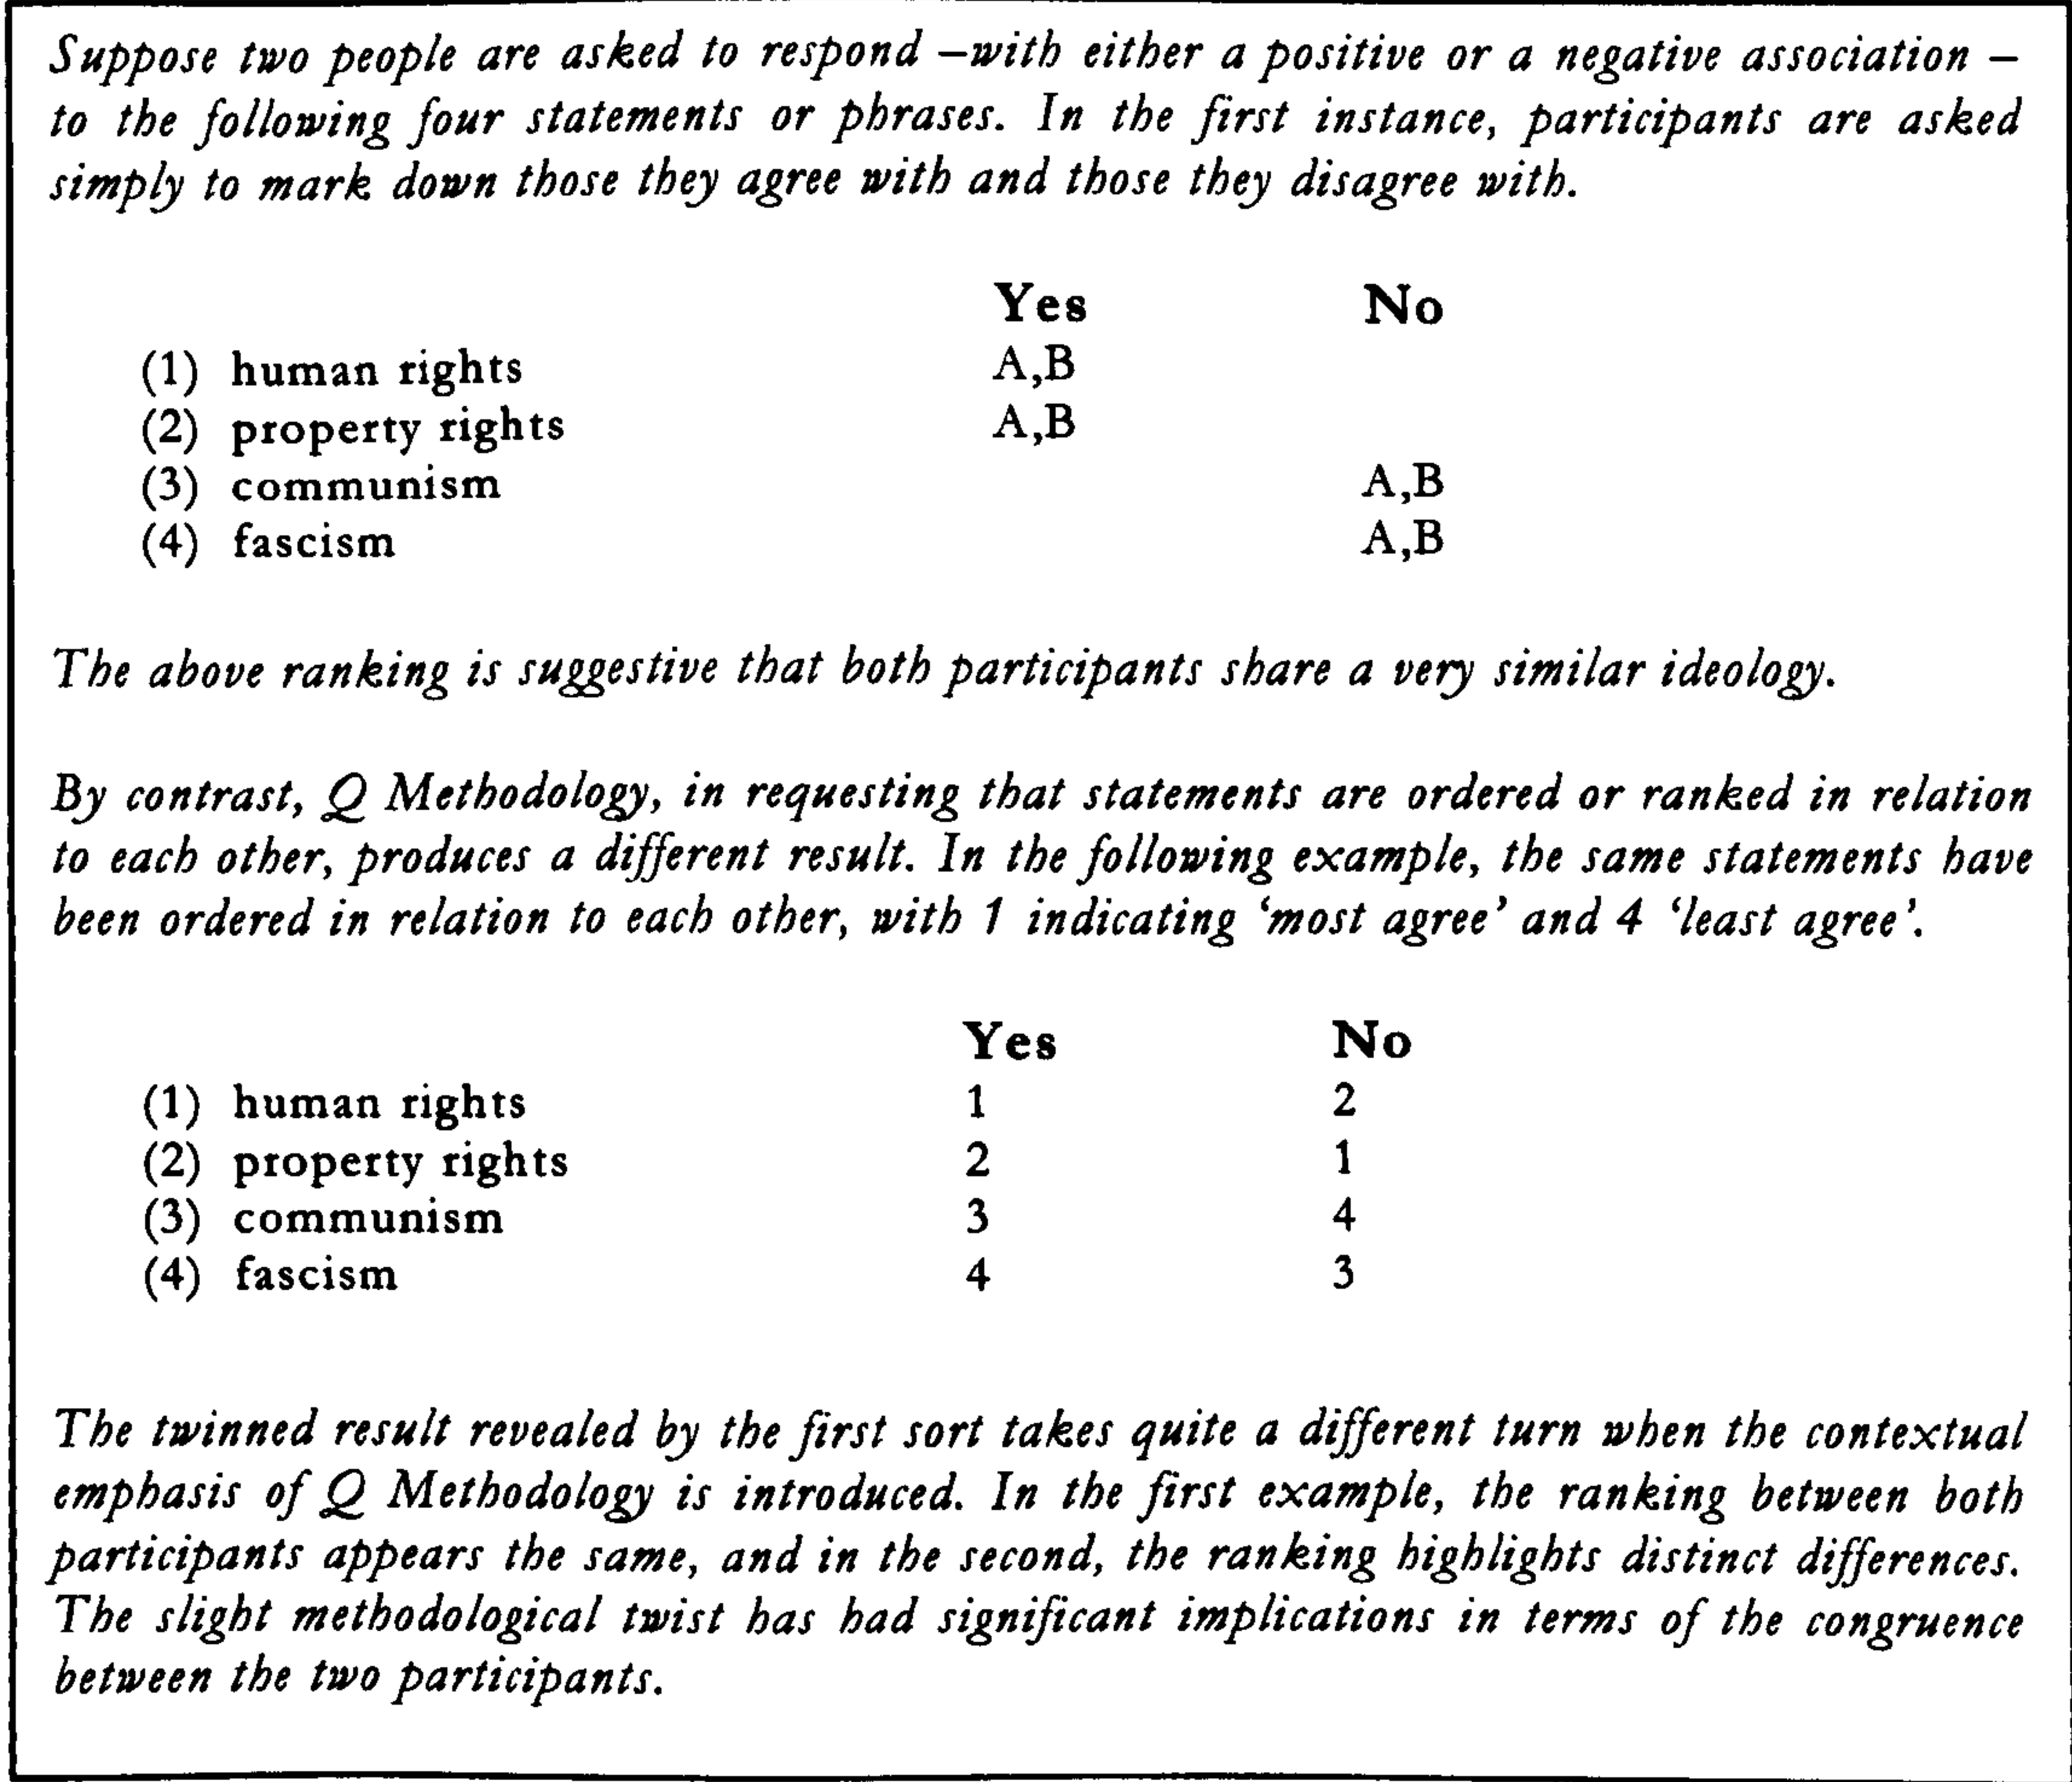 Suppose two people are asked to respond –with either a positive or a negative association –
to the following four statements or phrases. In the first instance, participants are asked
simply to mark down those they agree with and those they disagree with.
Yes No
(1) human rights A,B
(2) property rights A,B
(3) communism A,B
(4) fascism A,B
The above ranking is suggestive that both participants share a very similar ideology.
By contrast, Q Methodology, in requesting that statements are ordered or ranked in relation
to each other, produces a different result. In the following example, the same statements have
been ordered in relation to each other, with 1 indicating ‘most agree’ and 4 ‘least agree’.
Yes No
(1) human rights 1 2
(2) property rights 2 1
(3) communism 3 4
(4) fascism 4 3
The twinned result revealed by the first sort takes quite a different turn when the contextual
emphasis of Q Methodology is introduced. In the first example, the ranking between both
participants appears the same, and in the second, the ranking highlights distinct differences.
The slight methodological twist has had significant implications in terms of the congruence
between the two participants.